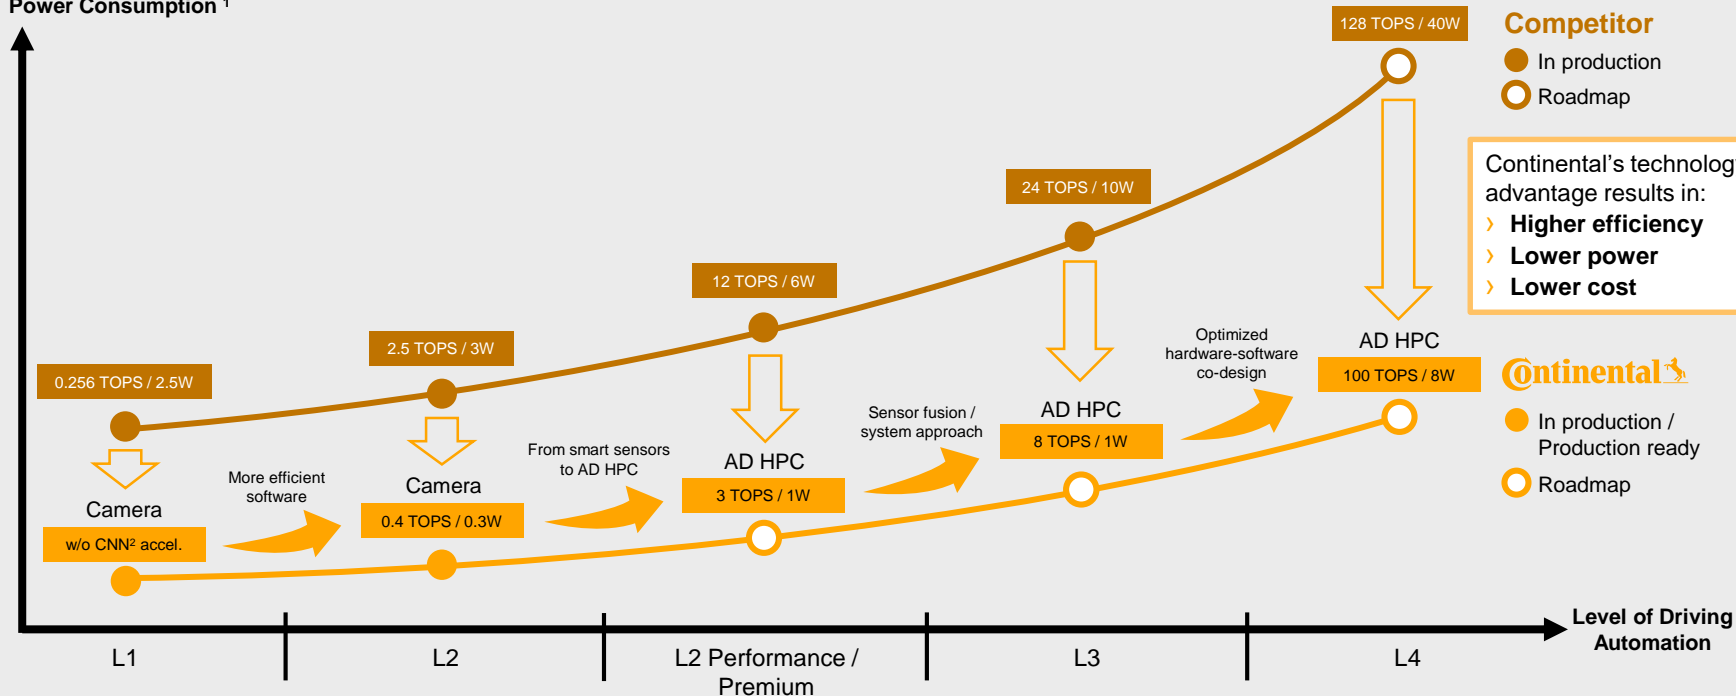 Power Consumption ¹
128 TOPS / 40W
Competitor
In production
Roadmap
24 TOPS / 10W
Continental's technology
advantage results in:
› Higher efficiency
› Lower power
› Lower cost
12 TOPS / 6W
2.5 TOPS / 3W
0.256 TOPS / 2.5W
Optimized
hardware-software
co-design
AD HPC
100 TOPS / 8W
Continental
In production /
Production ready
Roadmap
Sensor fusion /
system approach
AD HPC
8 TOPS / 1W
From smart sensors
to AD HPC
AD HPC
3 TOPS / 1W
More efficient
software
Camera
0.4 TOPS / 0.3W
Camera
w/o CNN² accel.
Level of Driving
Automation
L1
L2
L2 Performance /
Premium
L3
L4